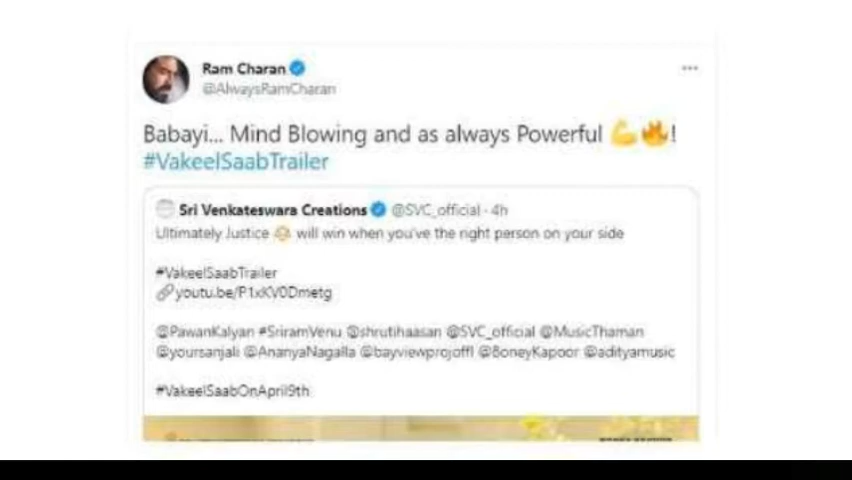 Ram Charan
@AlwaysRamCharan
Babayi... Mind Blowing and as always Powerful 💪🔥!
#VakeelSaabTrailer
Sri Venkateswara Creations @SVC_official · 4h
Ultimately Justice ⚖️ will win when you've the right person on your side
#VakeelSaabTrailer
🔗youtu.be/P1xKV0Dmetg
@PawanKalyan #SriramVenu @shrutihaasan @SVC_official @MusicThaman
@yoursanjali @AnanyaNagalla @bayviewprojoffl @BoneyKapoor @adityamusic
#VakeelSaabOnApril9th